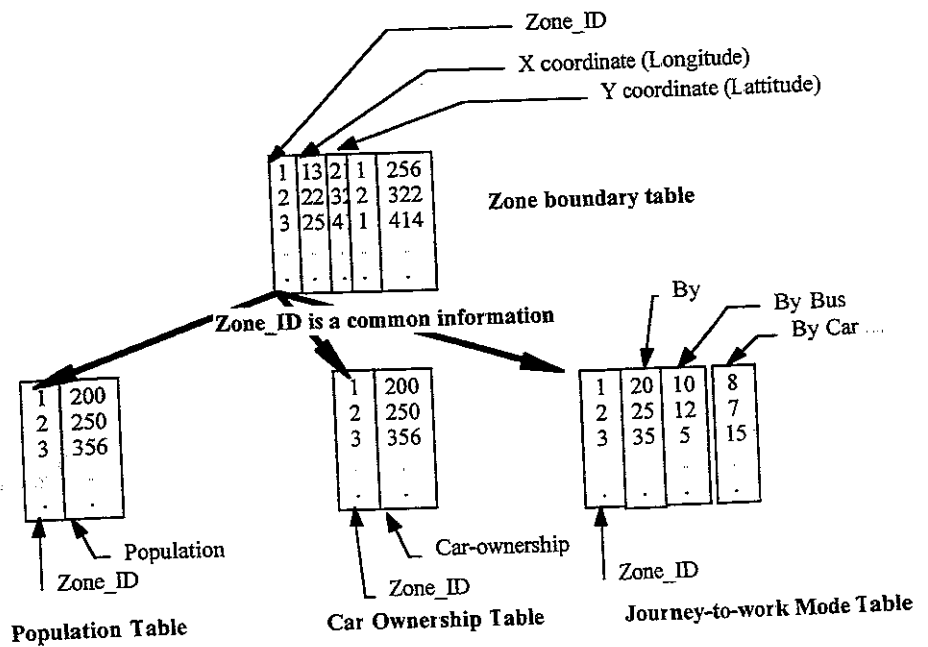 Zone_ID
X coordinate (Longitude)
Y coordinate (Lattitude)
1 13 2 1 256
2 22 32 2 322
3 25 4 1 414
Zone boundary table
Zone_ID is a common information
By
By Bus
By Car ....
1 200
2 250
3 356
1 200
2 250
3 356
1 20 10 8
2 25 12 7
3 35 5 15
Population
Zone_ID
Car-ownership
Zone_ID
Zone_ID
Population Table
Car Ownership Table
Journey-to-work Mode Table